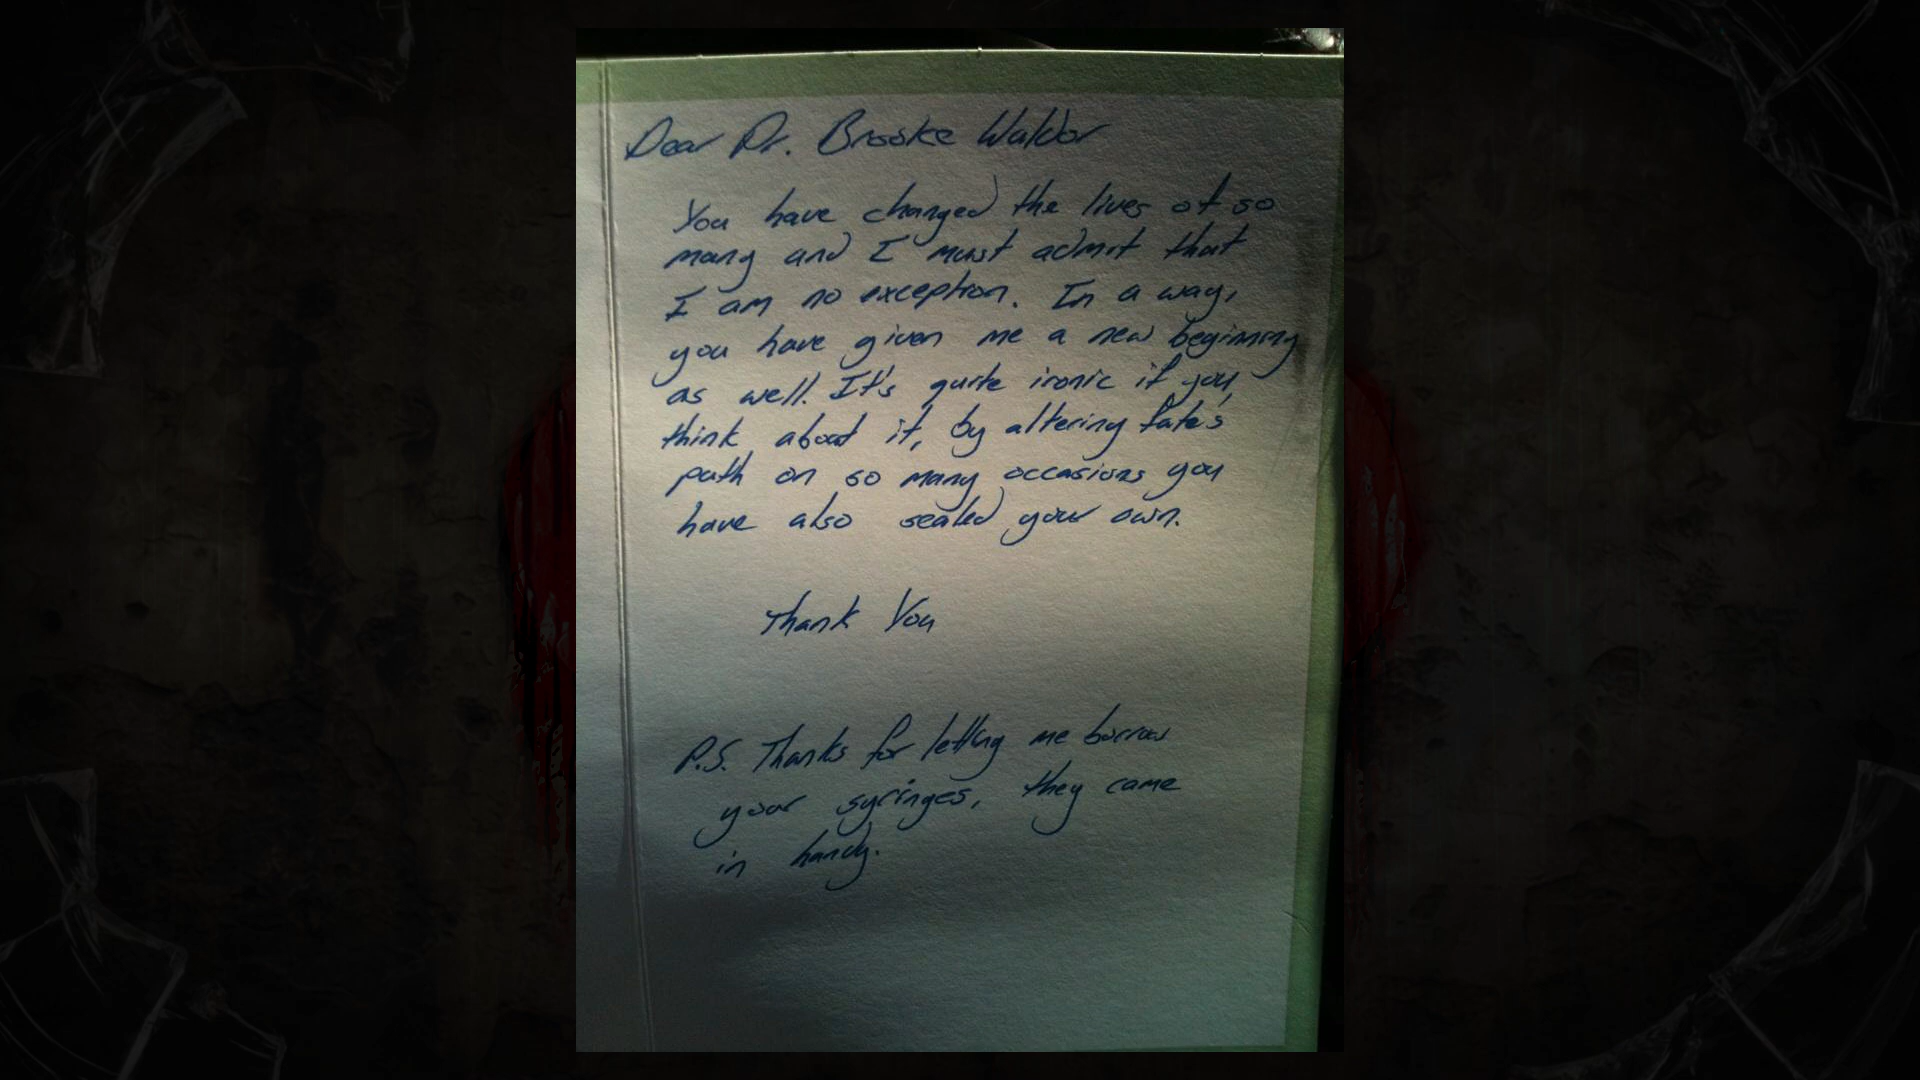 Dear Dr. Brooke Waldor
You have changed the lives of so
many and I must admit that
I am no exception. In a way,
you have given me a new beginning
as well. It's quite ironic if you
think about it, by altering fate's
path on so many occasions you
have also sealed your own.
Thank You
P.S. Thanks for letting me borrow
your syringes, they came
in handy.